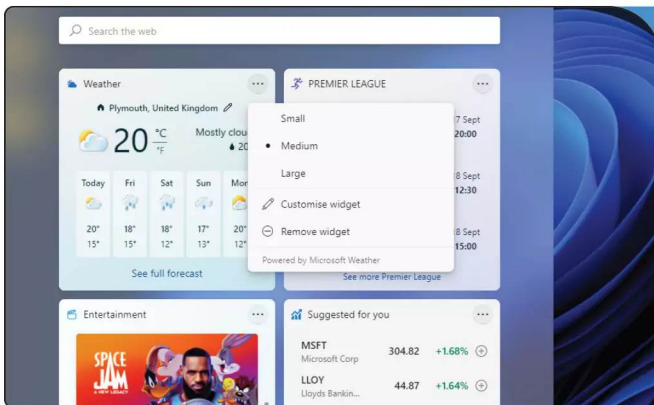 Search the web
Weather
Plymouth, United Kingdom
20 °C
°F
Mostly clou
20
Today Fri Sat Sun Mon
20° 18° 18° 17° 20°
15° 15° 12° 13° 12°
See full forecast
Small
Medium
Large
Customise widget
Remove widget
Powered by Microsoft Weather
PREMIER LEAGUE
7 Sept
20:00
8 Sept
12:30
8 Sept
15:00
See more Premier League
Entertainment
SPACE
JAM
A NEW LEGACY
Suggested for you
MSFT
Microsoft Corp
304.82 +1.68%
LLOY
Lloyds Bankin...
44.87 +1.64%